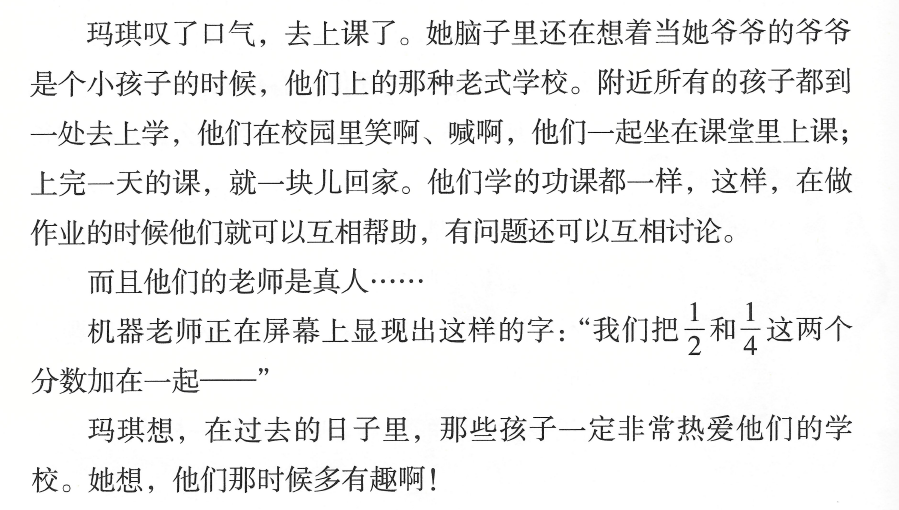 玛琪叹了口气，去上课了。她脑子里还在想着当她爷爷的爷爷
是个小孩子的时候，他们上的那种老式学校。附近所有的孩子都到
一处去上学，他们在校园里笑啊、喊啊，他们一起坐在课堂里上课；
上完一天的课，就一块儿回家。他们学的功课都一样，这样，在做
作业的时候他们就可以互相帮助，有问题还可以互相讨论。
而且他们的老师是真人……
机器老师正在屏幕上显现出这样的字：“我们把1/2和1/4这两个
分数加在一起——”
玛琪想，在过去的日子里，那些孩子一定非常热爱他们的学
校。她想，他们那时候多有趣啊！